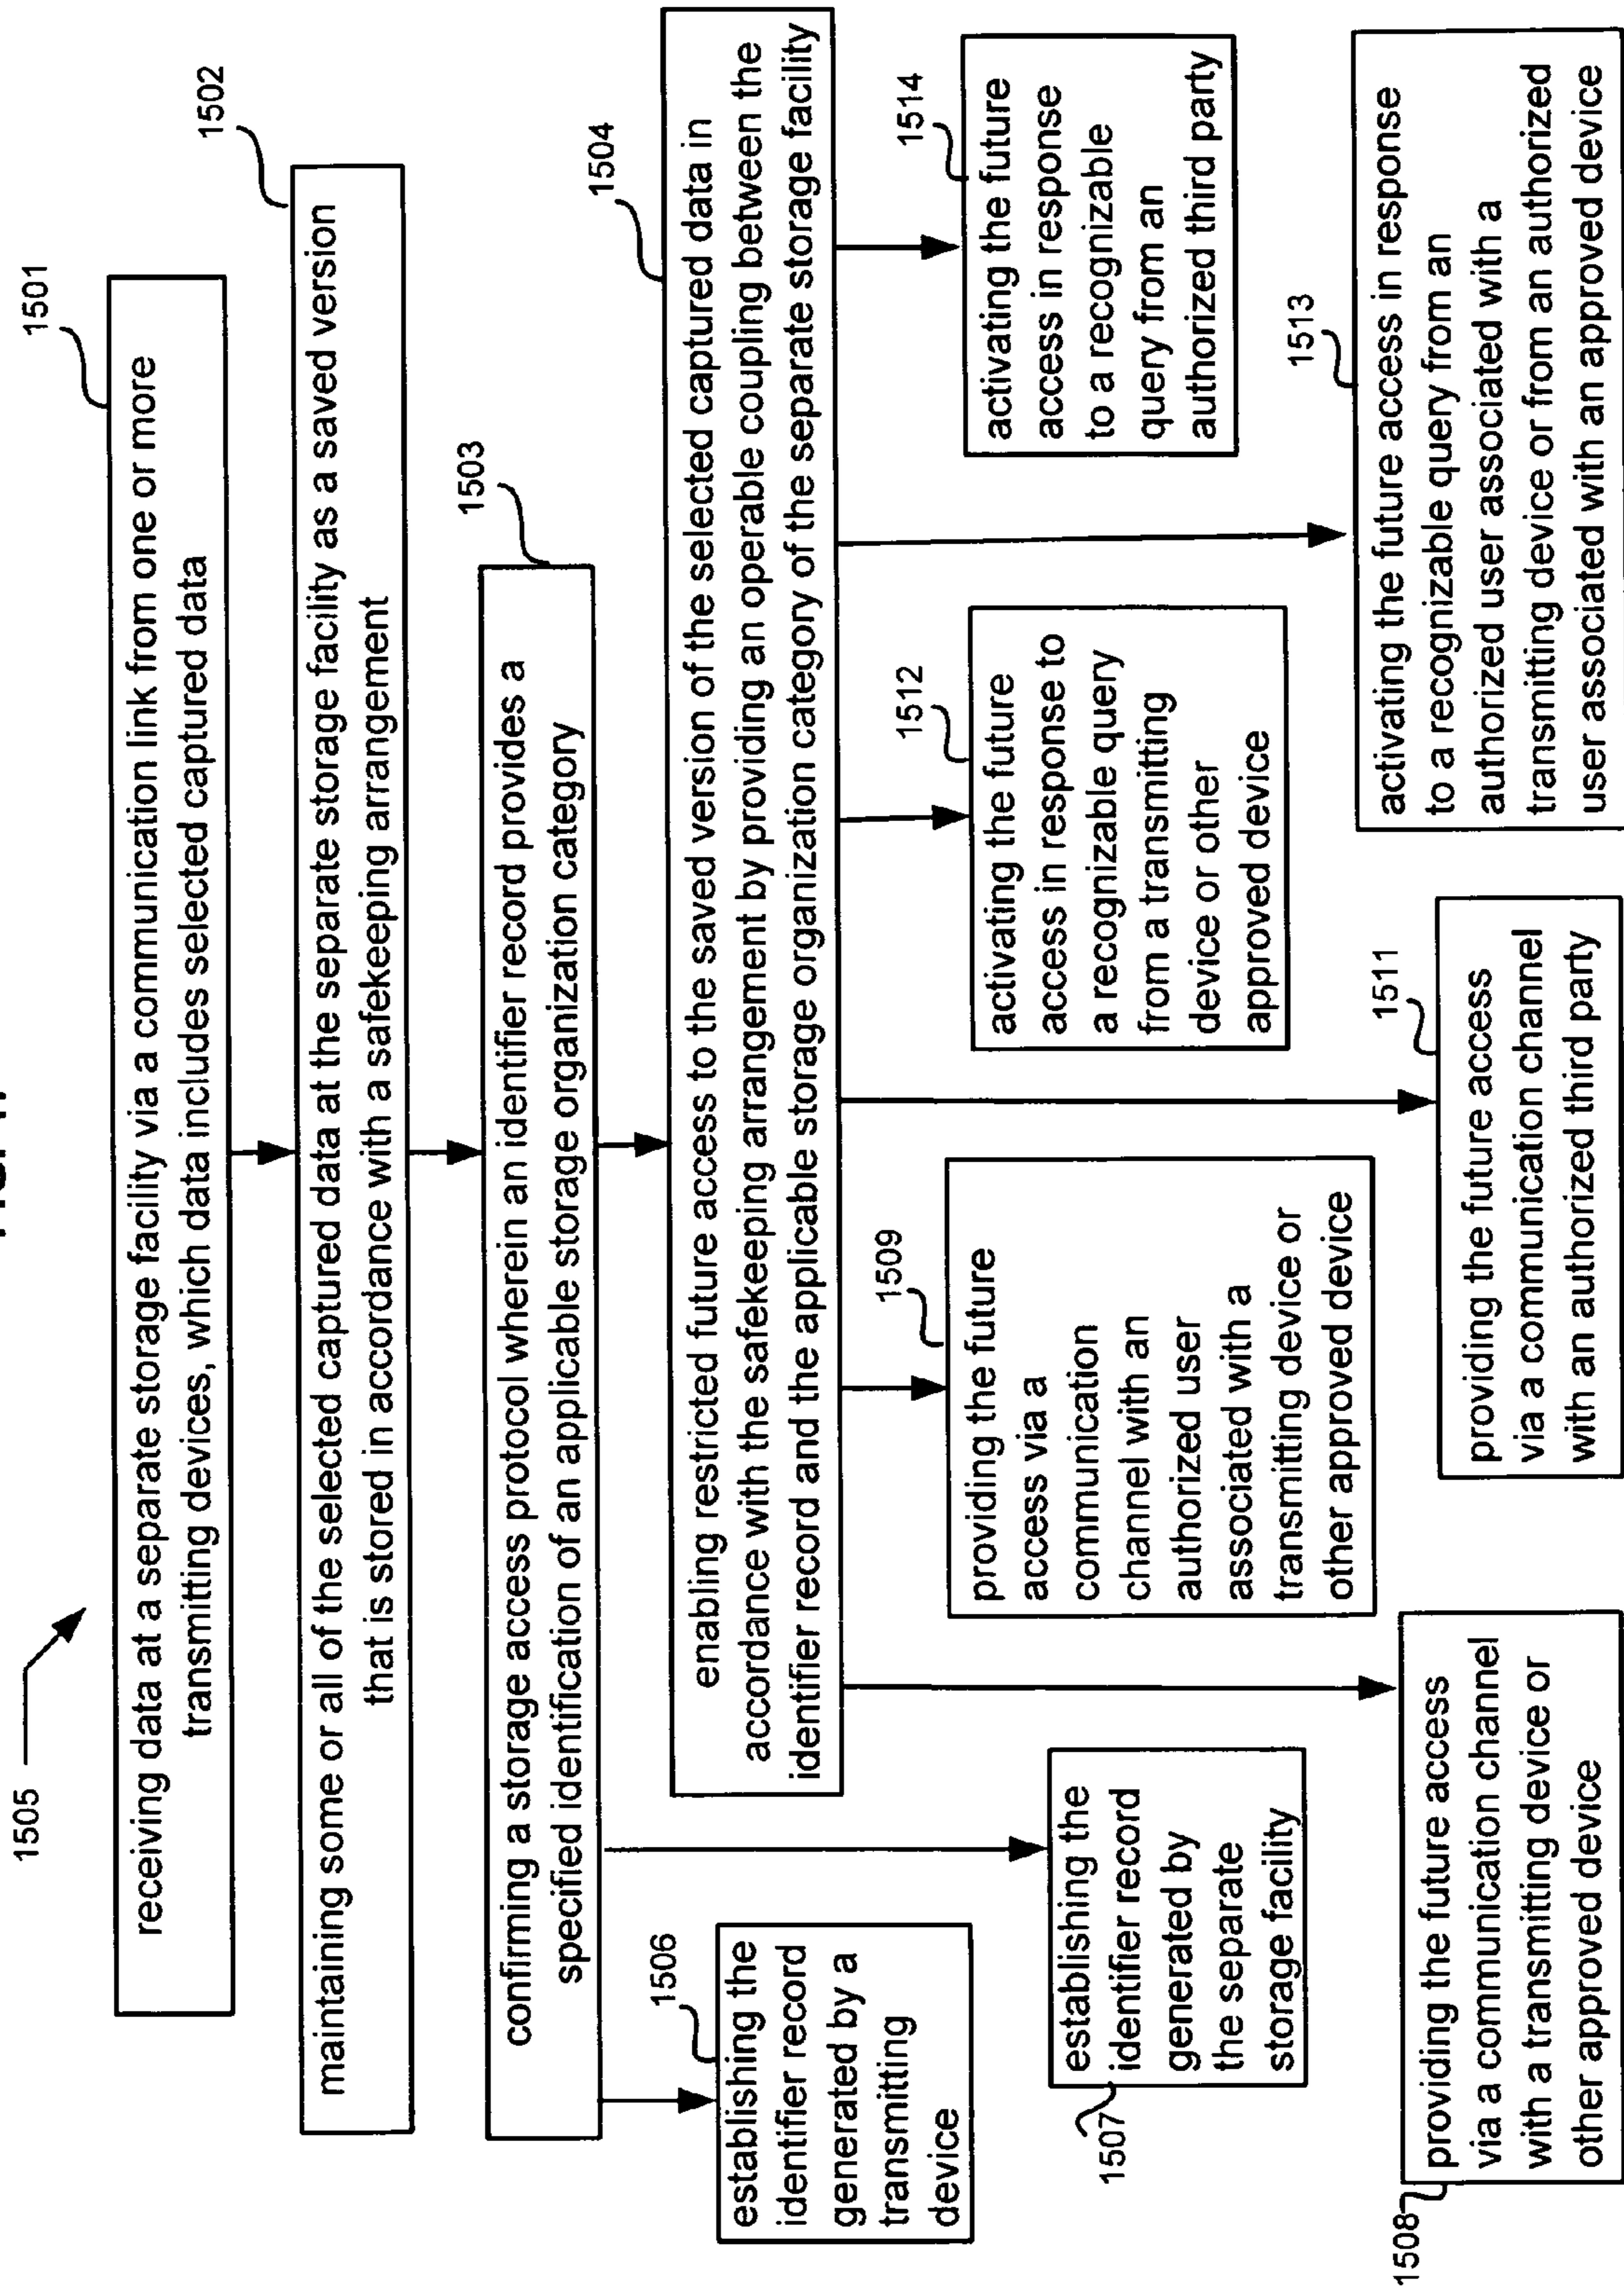 1505
1501
receiving data at a separate storage facility via a communication link from one or more
transmitting devices, which data includes selected captured data
1502
maintaining some or all of the selected captured data at the separate storage facility as a saved version
that is stored in accordance with a safekeeping arrangement
1503
confirming a storage access protocol wherein an identifier record provides a
specified identification of an applicable storage organization category
1504
enabling restricted future access to the saved version of the selected captured data in
accordance with the safekeeping arrangement by providing an operable coupling between the
identifier record and the applicable storage organization category of the separate storage facility
1506
establishing the
identifier record
generated by a
transmitting
device
1507
establishing the
identifier record
generated by
the separate
storage facility
1508
providing the future access
via a communication channel
with a transmitting device or
other approved device
1509
providing the future
access via a
communication
channel with an
authorized user
associated with a
transmitting device or
other approved device
1511
providing the future access
via a communication channel
with an authorized third party
1512
activating the future
access in response to
a recognizable query
from a transmitting
device or other
approved device
1513
activating the future access in response
to a recognizable query from an
authorized user associated with a
transmitting device or from an authorized
user associated with an approved device
1514
activating the future
access in response
to a recognizable
query from an
authorized third party